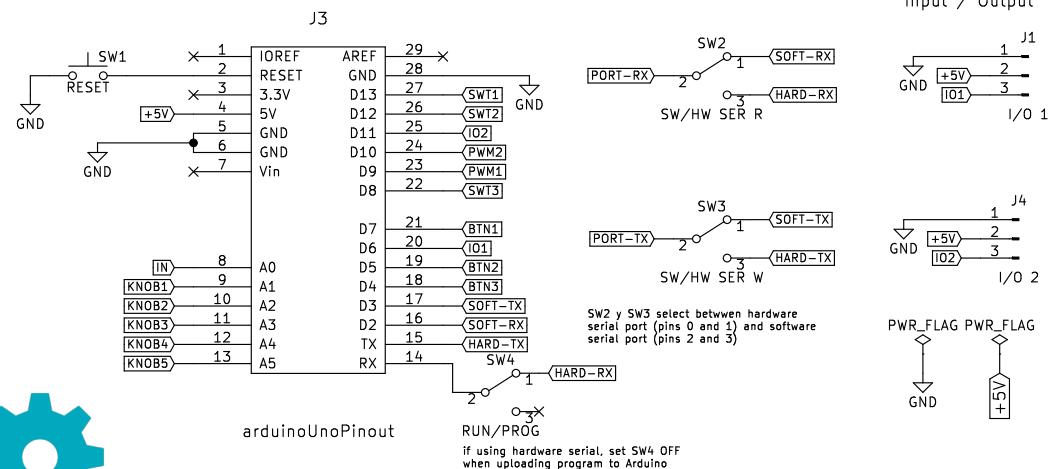 J3
1 IOREF AREF 29
SW1
RESET
2 RESET GND 28
GND
GND
3 3.3V D13 27 SWT1
+5V 4 5V D12 26 SWT2
5 GND D11 25 IO2
6 GND D10 24 PWM2
GND
7 Vin D9 23 PWM1
D8 22 SWT3
D7 21 BTN1
D6 20 IO1
IN 8 A0 D5 19 BTN2
KNOB1 9 A1 D4 18 BTN3
KNOB2 10 A2 D3 17 SOFT-TX
KNOB3 11 A3 D2 16 SOFT-RX
KNOB4 12 A4 TX 15 HARD-TX
KNOB5 13 A5 RX 14
arduinoUnoPinout
SW4
1 HARD-RX
2
3
RUN/PROG
if using hardware serial, set SW4 OFF
when uploading program to Arduino
SW2
PORT-RX 2
1 SOFT-RX
3 HARD-RX
SW/HW SER R
SW3
PORT-TX 2
1 SOFT-TX
3 HARD-TX
SW/HW SER W
SW2 y SW3 select betwwen hardware
serial port (pins 0 and 1) and software
serial port (pins 2 and 3)
Input / Output
J1
GND 1
+5V 2
IO1 3
I/O 1
J4
GND 1
+5V 2
IO2 3
I/O 2
PWR_FLAG PWR_FLAG
GND
+5V